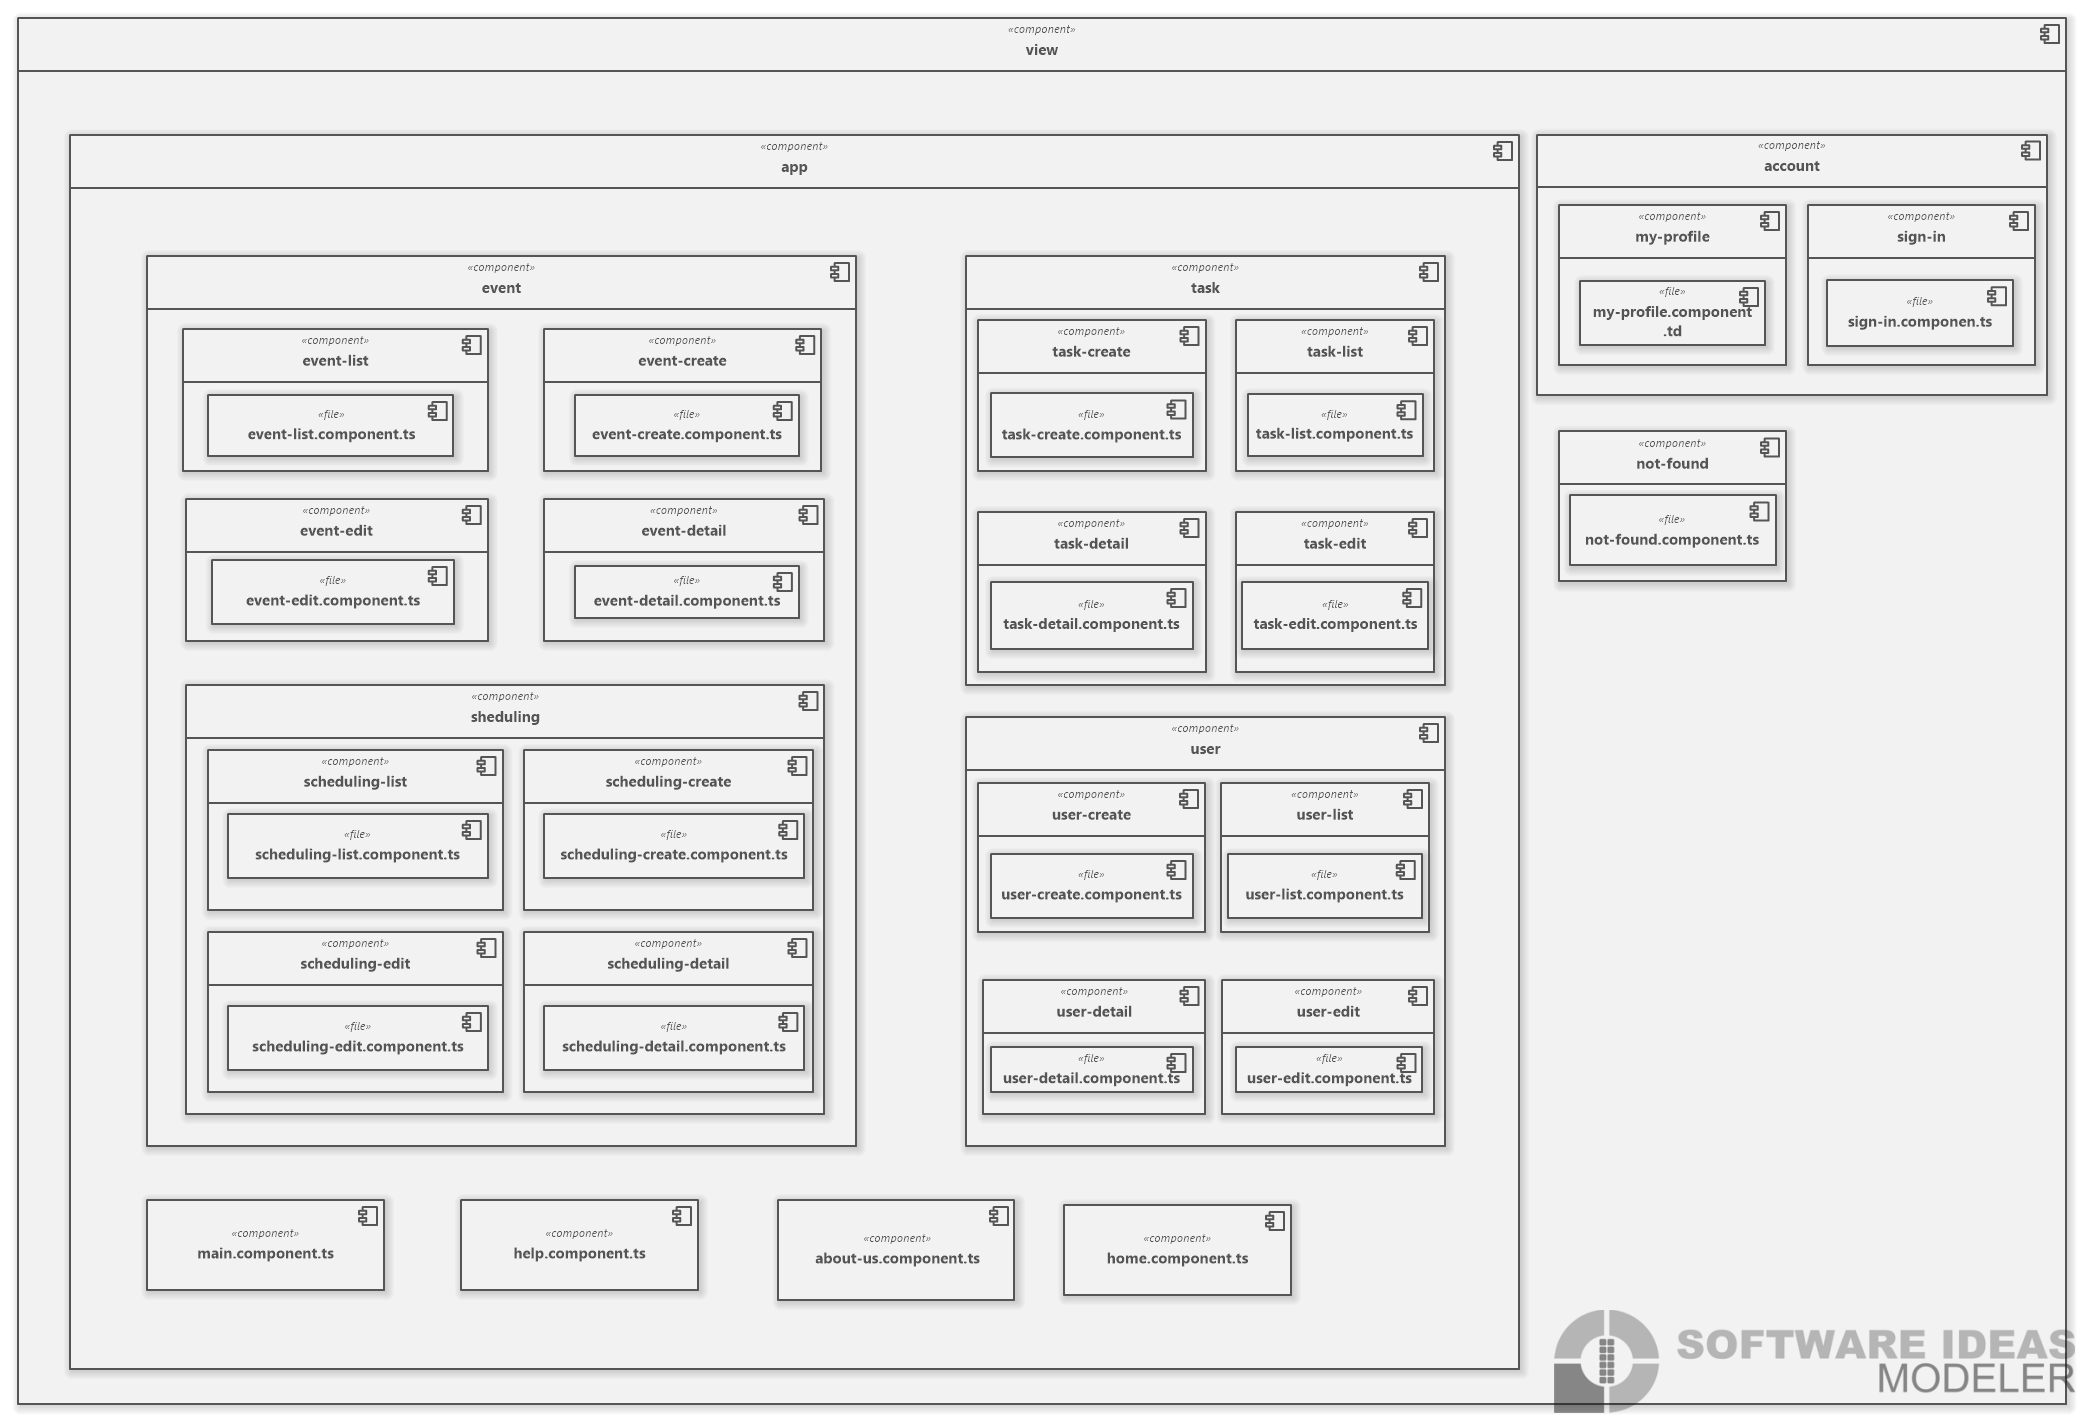 «component»
view
«component»
app
«component»
event
«component»
event-list
«file»
event-list.component.ts
«component»
event-create
«file»
event-create.component.ts
«component»
event-edit
«file»
event-edit.component.ts
«component»
event-detail
«file»
event-detail.component.ts
«component»
sheduling
«component»
scheduling-list
«file»
scheduling-list.component.ts
«component»
scheduling-create
«file»
scheduling-create.component.ts
«component»
scheduling-edit
«file»
scheduling-edit.component.ts
«component»
scheduling-detail
«file»
scheduling-detail.component.ts
«component»
task
«component»
task-create
«file»
task-create.component.ts
«component»
task-list
«file»
task-list.component.ts
«component»
task-detail
«file»
task-detail.component.ts
«component»
task-edit
«file»
task-edit.component.ts
«component»
user
«component»
user-create
«file»
user-create.component.ts
«component»
user-list
«file»
user-list.component.ts
«component»
user-detail
«file»
user-detail.component.ts
«component»
user-edit
«file»
user-edit.component.ts
«component»
main.component.ts
«component»
help.component.ts
«component»
about-us.component.ts
«component»
home.component.ts
«component»
account
«component»
my-profile
«file»
my-profile.component
.td
«component»
sign-in
«file»
sign-in.componen.ts
«component»
not-found
«file»
not-found.component.ts
SOFTWARE IDEAS
MODELER